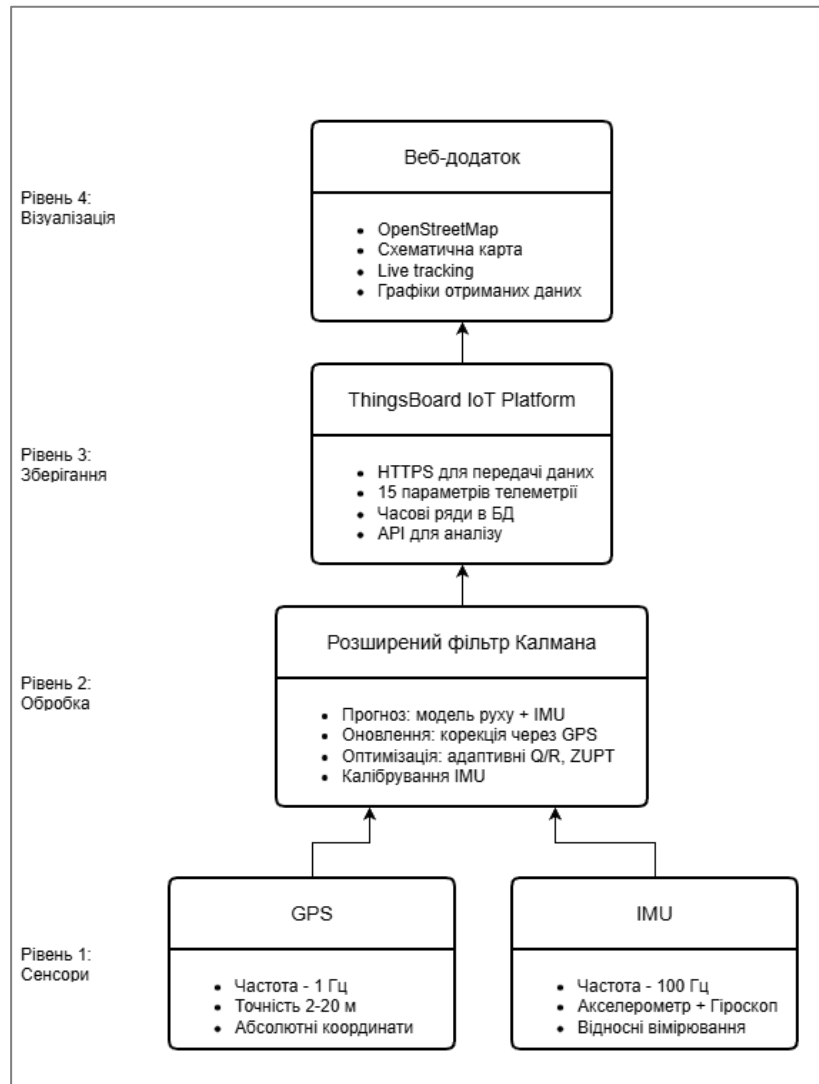 Веб-додаток
Рівень 4:
Візуалізація
OpenStreetMap
Схематична карта
Live tracking
Графіки отриманих даних
ThingsBoard IoT Platform
Рівень 3:
Зберігання
HTTPS для передачі даних
15 параметрів телеметрії
Часові ряди в БД
API для аналізу
Розширений фільтр Калмана
Рівень 2:
Обробка
Прогноз: модель руху + IMU
Оновлення: корекція через GPS
Оптимізація: адаптивні Q/R, ZUPT
Калібрування IMU
Рівень 1:
Сенсори
GPS
Частота - 1 Гц
Точність 2-20 м
Абсолютні координати
IMU
Частота - 100 Гц
Акселерометр + Гіроскоп
Відносні вімірювання